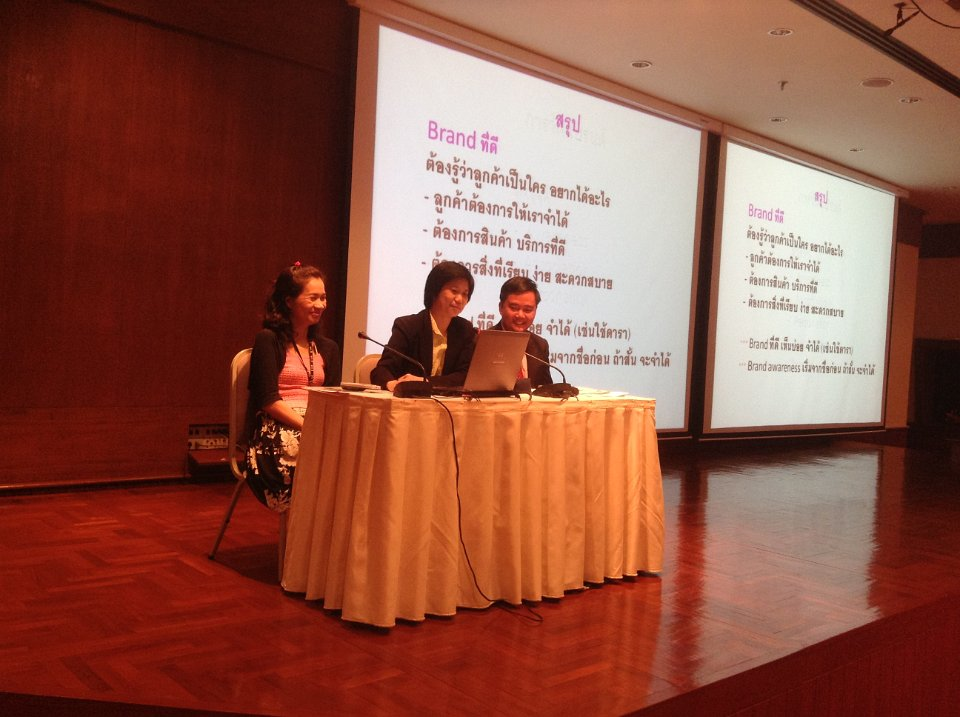 สรุป
Brand ที่ดี
ต้องรู้ว่าลูกค้าเป็นใคร อยากได้อะไร
- ลูกค้าต้องการให้เราจำได้
- ต้องการสินค้า บริการที่ดี
- ต้องการสิ่งที่เรียบ ง่าย สะดวกสบาย
ที่ดี บ่อย จำได้ (เช่นใช้ดารา)
เริ่มจากชื่อก่อน ถ้าสั้น จะจำได้
สรุป
Brand ที่ดี
ต้องรู้ว่าลูกค้าเป็นใคร อยากได้อะไร
- ลูกค้าต้องการให้เราจำได้
- ต้องการสินค้า บริการที่ดี
- ต้องการสิ่งที่เรียบ ง่าย สะดวกสบาย
Brand ที่ดี เห็นบ่อย จำได้ (เช่นใช้ดารา)
Brand awareness เริ่มจากชื่อก่อน ถ้าสั้น จะจำได้